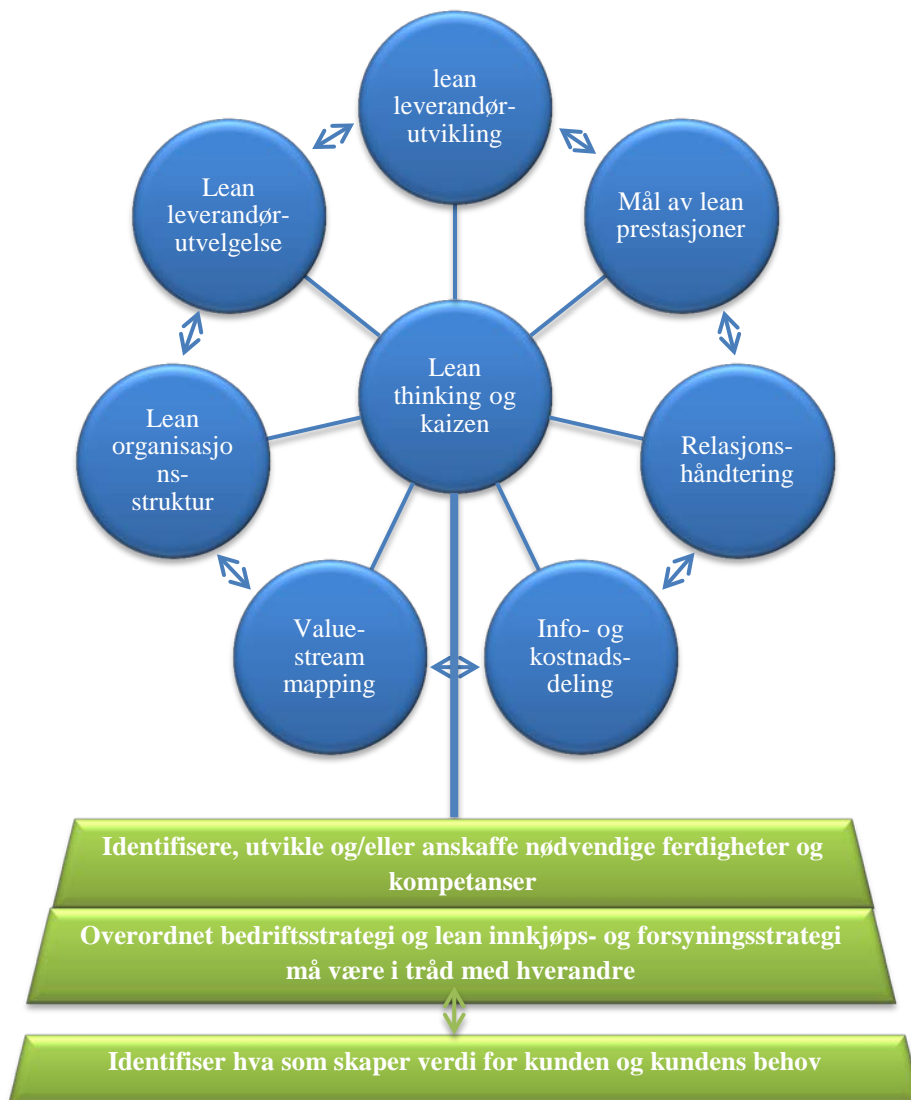 lean
leverandør-
utvikling
Lean
leverandør-
utvelgelse
Mål av lean
prestasjoner
Lean
thinking og
kaizen
Lean
organisasjo
ns-
struktur
Relasjons-
håndtering
Value-
stream
mapping
Info- og
kostnads-
deling
Identifisere, utvikle og/eller anskaffe nødvendige ferdigheter og
kompetanser
Overordnet bedriftsstrategi og lean innkjøps- og forsyningsstrategi
må være i tråd med hverandre
Identifiser hva som skaper verdi for kunden og kundens behov